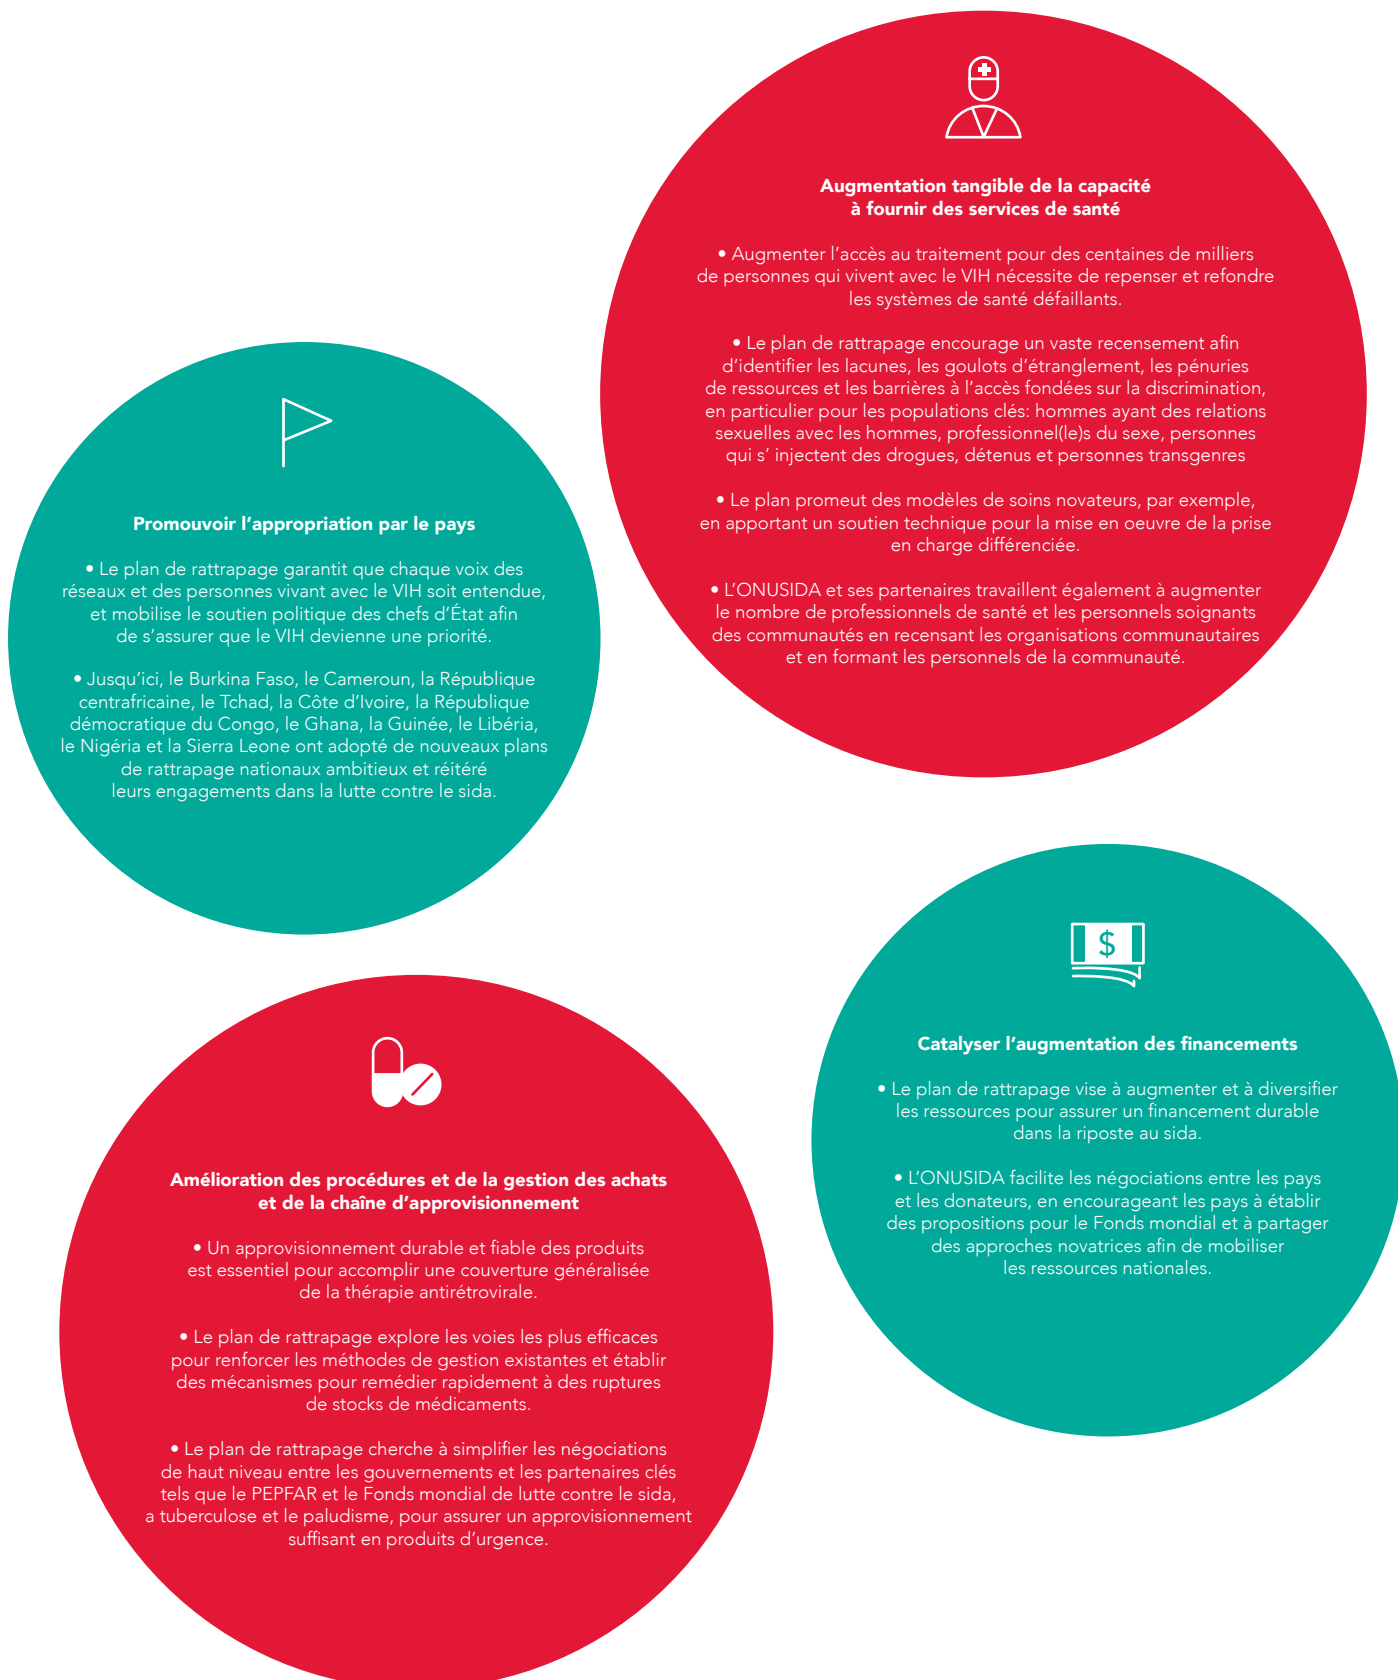 Augmentation tangible de la capacité
à fournir des services de santé
• Augmenter l’accès au traitement pour des centaines de milliers
de personnes qui vivent avec le VIH nécessite de repenser et refondre
les systèmes de santé défaillants.
• Le plan de rattrapage encourage un vaste recensement afin
d’identifier les lacunes, les goulots d’étranglement, les pénuries
de ressources et les barrières à l’accès fondées sur la discrimination,
en particulier pour les populations clés: hommes ayant des relations
sexuelles avec les hommes, professionnel(le)s du sexe, personnes
qui s’ injectent des drogues, détenus et personnes transgenres
• Le plan promeut des modèles de soins novateurs, par exemple,
en apportant un soutien technique pour la mise en oeuvre de la prise
en charge différenciée.
• L’ONUSIDA et ses partenaires travaillent également à augmenter
le nombre de professionnels de santé et les personnels soignants
des communautés en recensant les organisations communautaires
et en formant les personnels de la communauté.
Promouvoir l’appropriation par le pays
• Le plan de rattrapage garantit que chaque voix des
réseaux et des personnes vivant avec le VIH soit entendue,
et mobilise le soutien politique des chefs d’État afin
de s’assurer que le VIH devienne une priorité.
• Jusqu’ici, le Burkina Faso, le Cameroun, la République
centrafricaine, le Tchad, la Côte d’Ivoire, la République
démocratique du Congo, le Ghana, la Guinée, le Libéria,
le Nigéria et la Sierra Leone ont adopté de nouveaux plans
de rattrapage nationaux ambitieux et réitéré
leurs engagements dans la lutte contre le sida.
$
Catalyser l’augmentation des financements
• Le plan de rattrapage vise à augmenter et à diversifier
les ressources pour assurer un financement durable
dans la riposte au sida.
• L’ONUSIDA facilite les négociations entre les pays
et les donateurs, en encourageant les pays à établir
des propositions pour le Fonds mondial et à partager
des approches novatrices afin de mobiliser
les ressources nationales.
Amélioration des procédures et de la gestion des achats
et de la chaîne d’approvisionnement
• Un approvisionnement durable et fiable des produits
est essentiel pour accomplir une couverture généralisée
de la thérapie antirétrovirale.
• Le plan de rattrapage explore les voies les plus efficaces
pour renforcer les méthodes de gestion existantes et établir
des mécanismes pour remédier rapidement à des ruptures
de stocks de médicaments.
• Le plan de rattrapage cherche à simplifier les négociations
de haut niveau entre les gouvernements et les partenaires clés
tels que le PEPFAR et le Fonds mondial de lutte contre le sida,
a tuberculose et le paludisme, pour assurer un approvisionnement
suffisant en produits d’urgence.